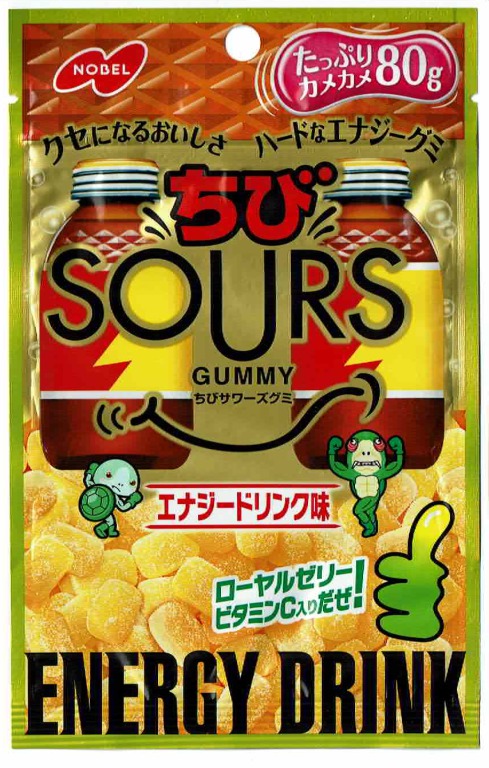 NOBEL
たっぷり
カメカメ80g
クセになるおいしさ ハードなエナジーグミ
ちび
SOURS
GUMMY
ちびサワーズグミ
エナジードリンク味
ローヤルゼリー
ビタミンC入りだぜ!
ENERGY DRINK